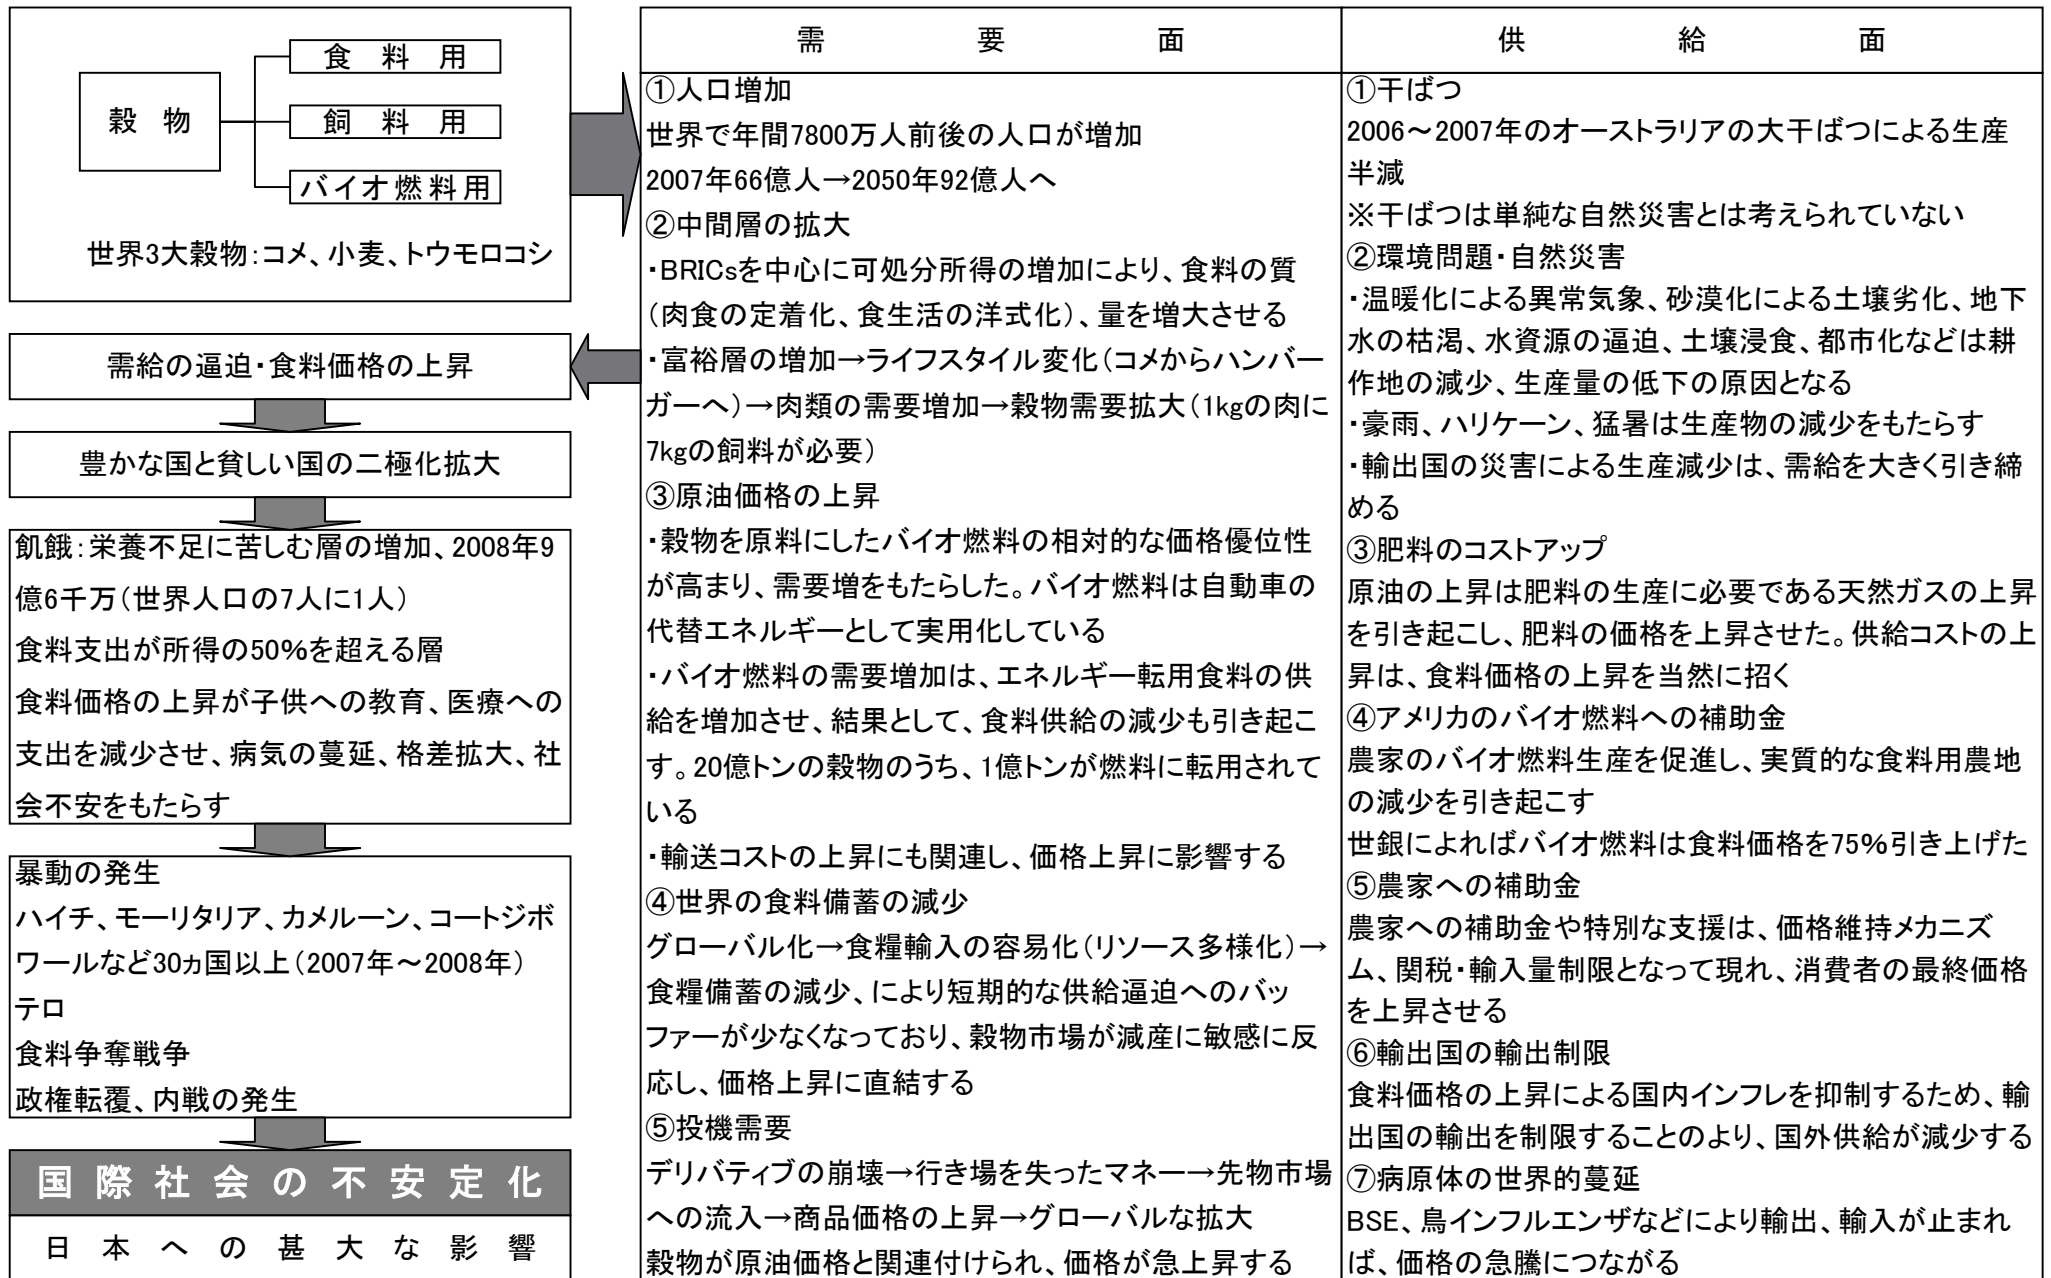 穀物
食料用
飼料用
バイオ燃料用
世界3大穀物：コメ、小麦、トウモロコシ
需給の逼迫・食料価格の上昇
豊かな国と貧しい国の二極化拡大
飢餓：栄養不足に苦しむ層の増加、2008年9
億6千万（世界人口の7人に1人）
食料支出が所得の50％を超える層
食料価格の上昇が子供への教育、医療への
支出を減少させ、病気の蔓延、格差拡大、社
会不安をもたらす
暴動の発生
ハイチ、モーリタリア、カメルーン、コートジボ
ワールなど30ヵ国以上（2007年～2008年）
テロ
食料争奪戦争
政権転覆、内戦の発生
国際社会の不安定化
日本への甚大な影響
需要面
①人口増加
世界で年間7800万人前後の人口が増加
2007年66億人→2050年92億人へ
②中間層の拡大
・BRICsを中心に可処分所得の増加により、食料の質
（肉食の定着化、食生活の洋式化）、量を増大させる
・富裕層の増加→ライフスタイル変化（コメからハンバー
ガーへ）→肉類の需要増加→穀物需要拡大（1kgの肉に
7kgの飼料が必要）
③原油価格の上昇
・穀物を原料にしたバイオ燃料の相対的な価格優位性
が高まり、需要増をもたらした。バイオ燃料は自動車の
代替エネルギーとして実用化している
・バイオ燃料の需要増加は、エネルギー転用食料の供
給を増加させ、結果として、食料供給の減少も引き起こ
す。20億トンの穀物のうち、1億トンが燃料に転用されて
いる
・輸送コストの上昇にも関連し、価格上昇に影響する
④世界の食料備蓄の減少
グローバル化→食糧輸入の容易化（リソース多様化）→
食糧備蓄の減少、により短期的な供給逼迫へのバッ
ファーが少なくなっており、穀物市場が減産に敏感に反
応し、価格上昇に直結する
⑤投機需要
デリバティブの崩壊→行き場を失ったマネー→先物市場
への流入→商品価格の上昇→グローバルな拡大
穀物が原油価格と関連付けられ、価格が急上昇する
供給面
①干ばつ
2006～2007年のオーストラリアの大干ばつによる生産
半減
※干ばつは単純な自然災害とは考えられていない
②環境問題・自然災害
・温暖化による異常気象、砂漠化による土壌劣化、地下
水の枯渇、水資源の逼迫、土壌浸食、都市化などは耕
作地の減少、生産量の低下の原因となる
・豪雨、ハリケーン、猛暑は生産物の減少をもたらす
・輸出国の災害による生産減少は、需給を大きく引き締
める
③肥料のコストアップ
原油の上昇は肥料の生産に必要である天然ガスの上昇
を引き起こし、肥料の価格を上昇させた。供給コストの上
昇は、食料価格の上昇を当然に招く
④アメリカのバイオ燃料への補助金
農家のバイオ燃料生産を促進し、実質的な食料用農地
の減少を引き起こす
世銀によればバイオ燃料は食料価格を75％引き上げた
⑤農家への補助金
農家への補助金や特別な支援は、価格維持メカニズ
ム、関税・輸入量制限となって現れ、消費者の最終価格
を上昇させる
⑥輸出国の輸出制限
食料価格の上昇による国内インフレを抑制するため、輸
出国の輸出を制限することのより、国外供給が減少する
⑦病原体の世界的蔓延
BSE、鳥インフルエンザなどにより輸出、輸入が止まれ
ば、価格の急騰につながる